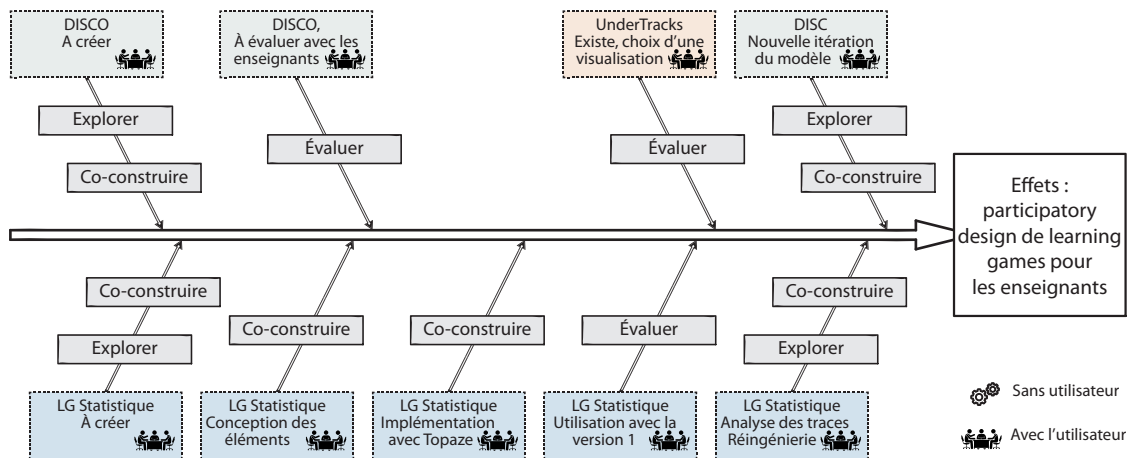 DISCO
A créer
DISCO,
À évaluer avec les
enseignants
UnderTracks
Existe, choix d'une
visualisation
DISC
Nouvelle itération
du modèle
Explorer
Co-construire
Évaluer
Évaluer
Explorer
Co-construire
Effets :
participatory
design de learning
games pour
les enseignants
Co-construire
Explorer
Co-construire
Co-construire
Évaluer
Co-construire
Explorer
LG Statistique
À créer
LG Statistique
Conception des
éléments
LG Statistique
Implémentation
avec Topaze
LG Statistique
Utilisation avec la
version 1
LG Statistique
Analyse des traces
Réingénierie
Sans utilisateur
Avec l'utilisateur